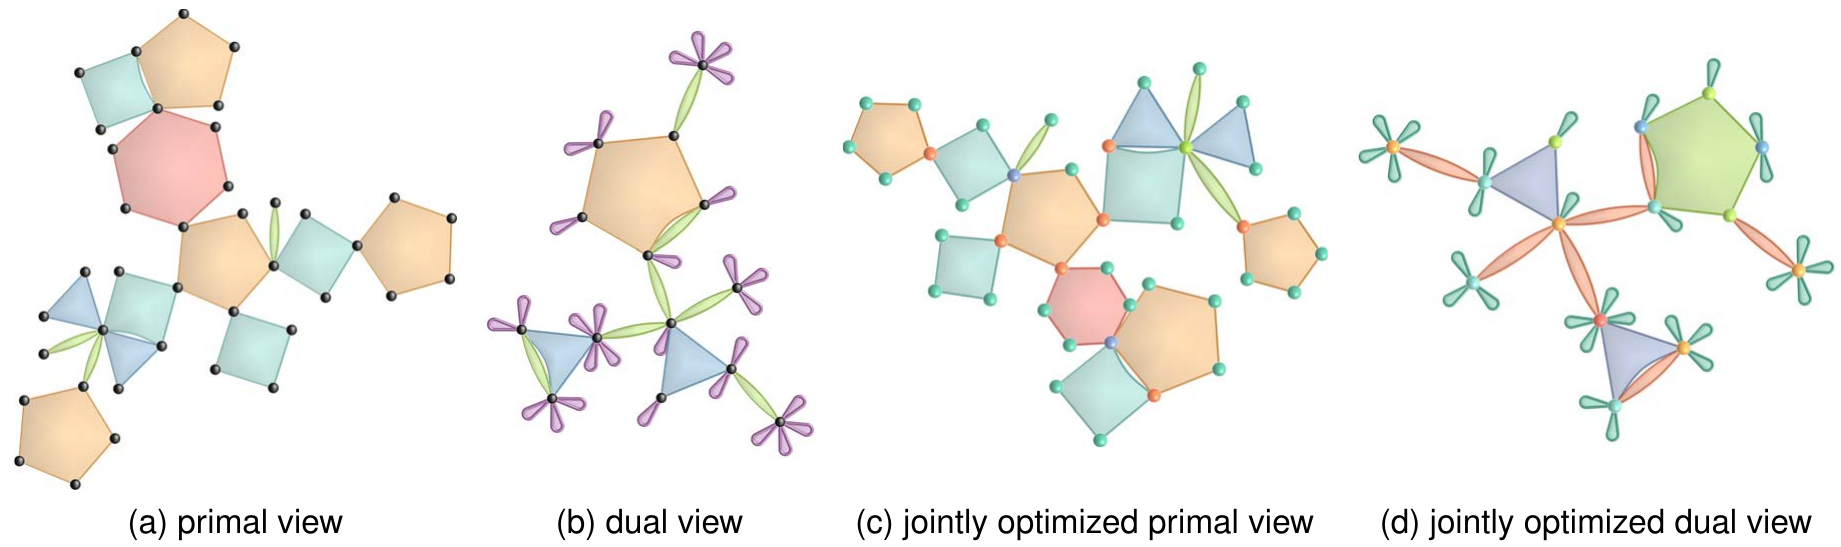 (a) primal view
(b) dual view
(c) jointly optimized primal view
(d) jointly optimized dual view